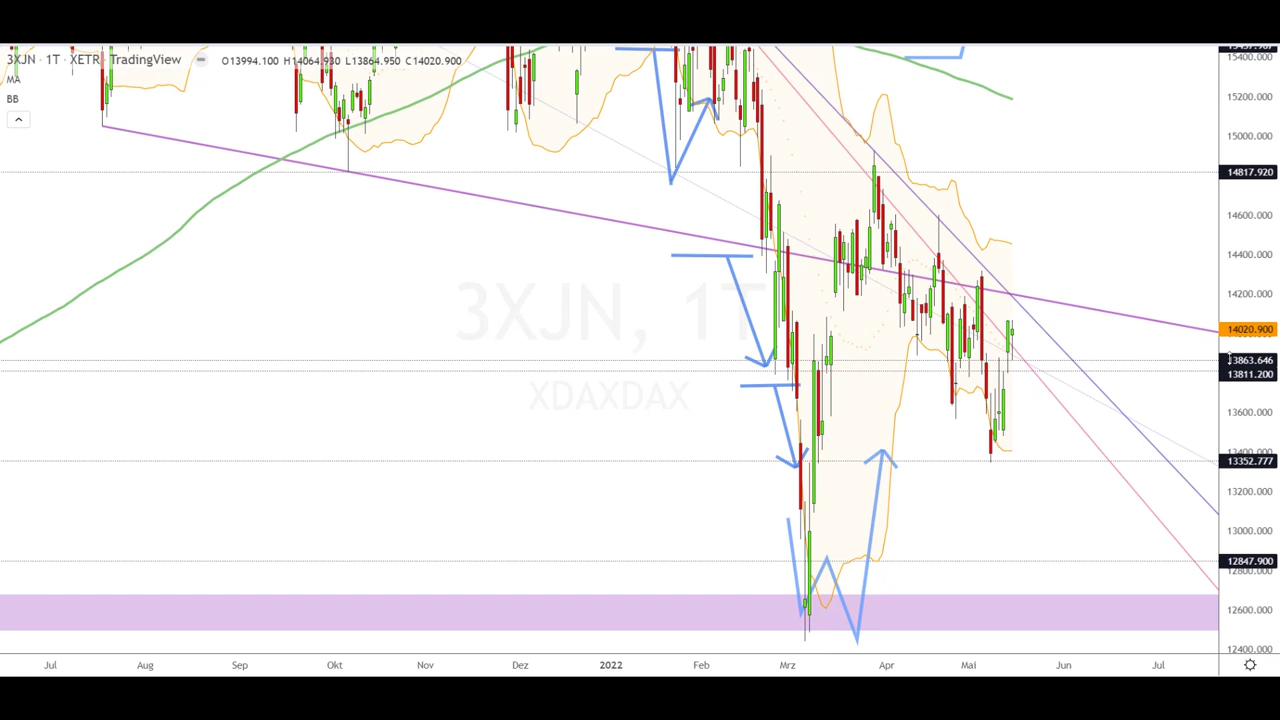 3XJN · 1T · XETR · TradingView O13994.100 H14064.930 L13864.950 C14020.900
MA
BB
15400.000
15200.000
15000.000
14817.920
14600.000
14400.000
14200.000
14020.900
13863.646
13811.200
13600.000
13352.777
13200.000
13000.000
12847.900
12600.000
12400.000
3XJN, 1T
XDAXDAX
Jul Aug Sep Okt Nov Dez 2022 Feb Mrz Apr Mai Jun Jul